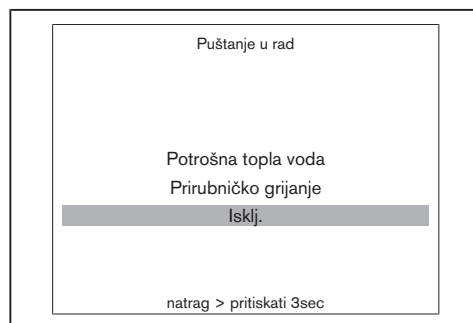 Puštanje u rad
Potrošna topla voda
Prirubničko grijanje
Isklj.
natrag > pritiskati 3sec